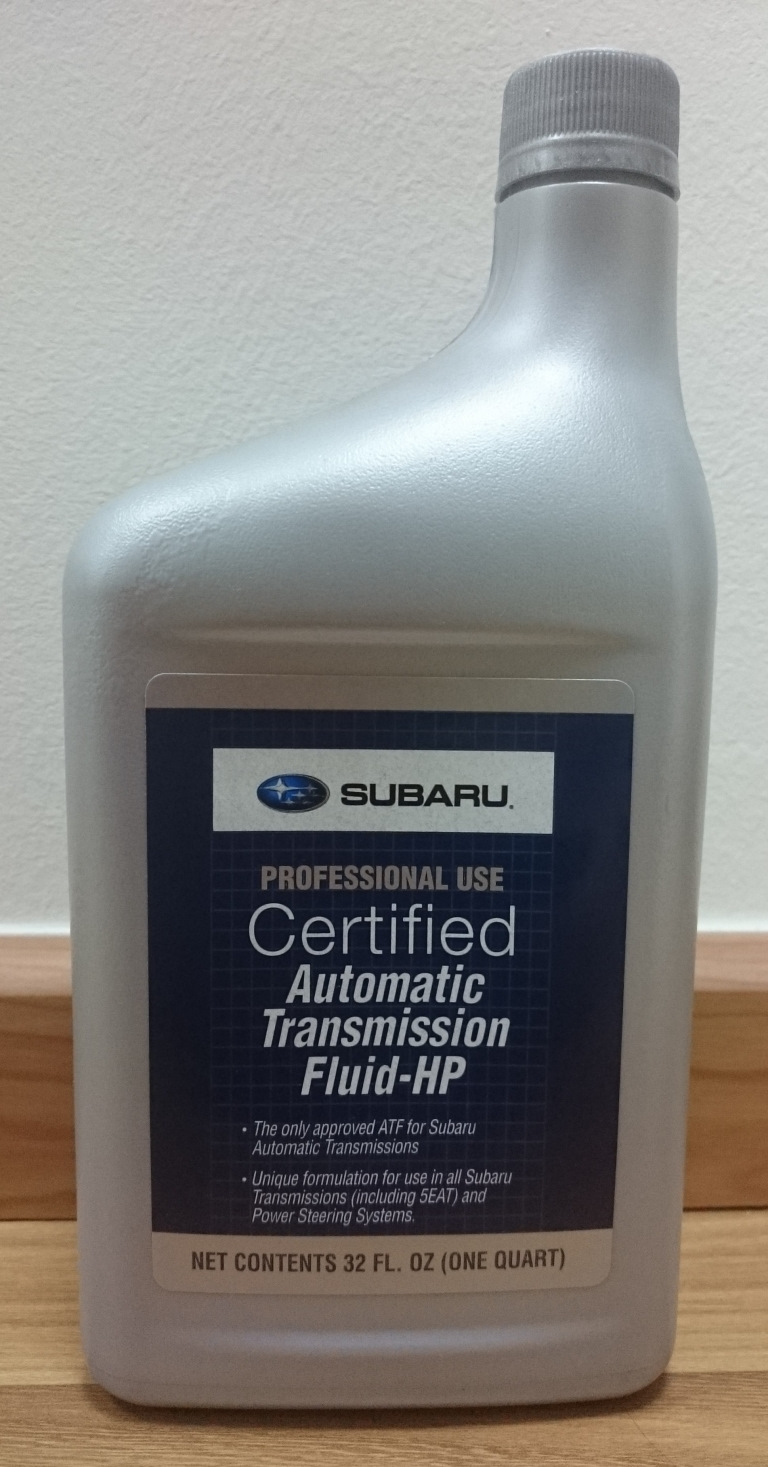 SUBARU.
PROFESSIONAL USE
Certified
Automatic
Transmission
Fluid-HP
• The only approved ATF for Subaru
Automatic Transmissions
• Unique formulation for use in all Subaru
Transmissions (including 5EAT) and
Power Steering Systems.
NET CONTENTS 32 FL. OZ (ONE QUART)